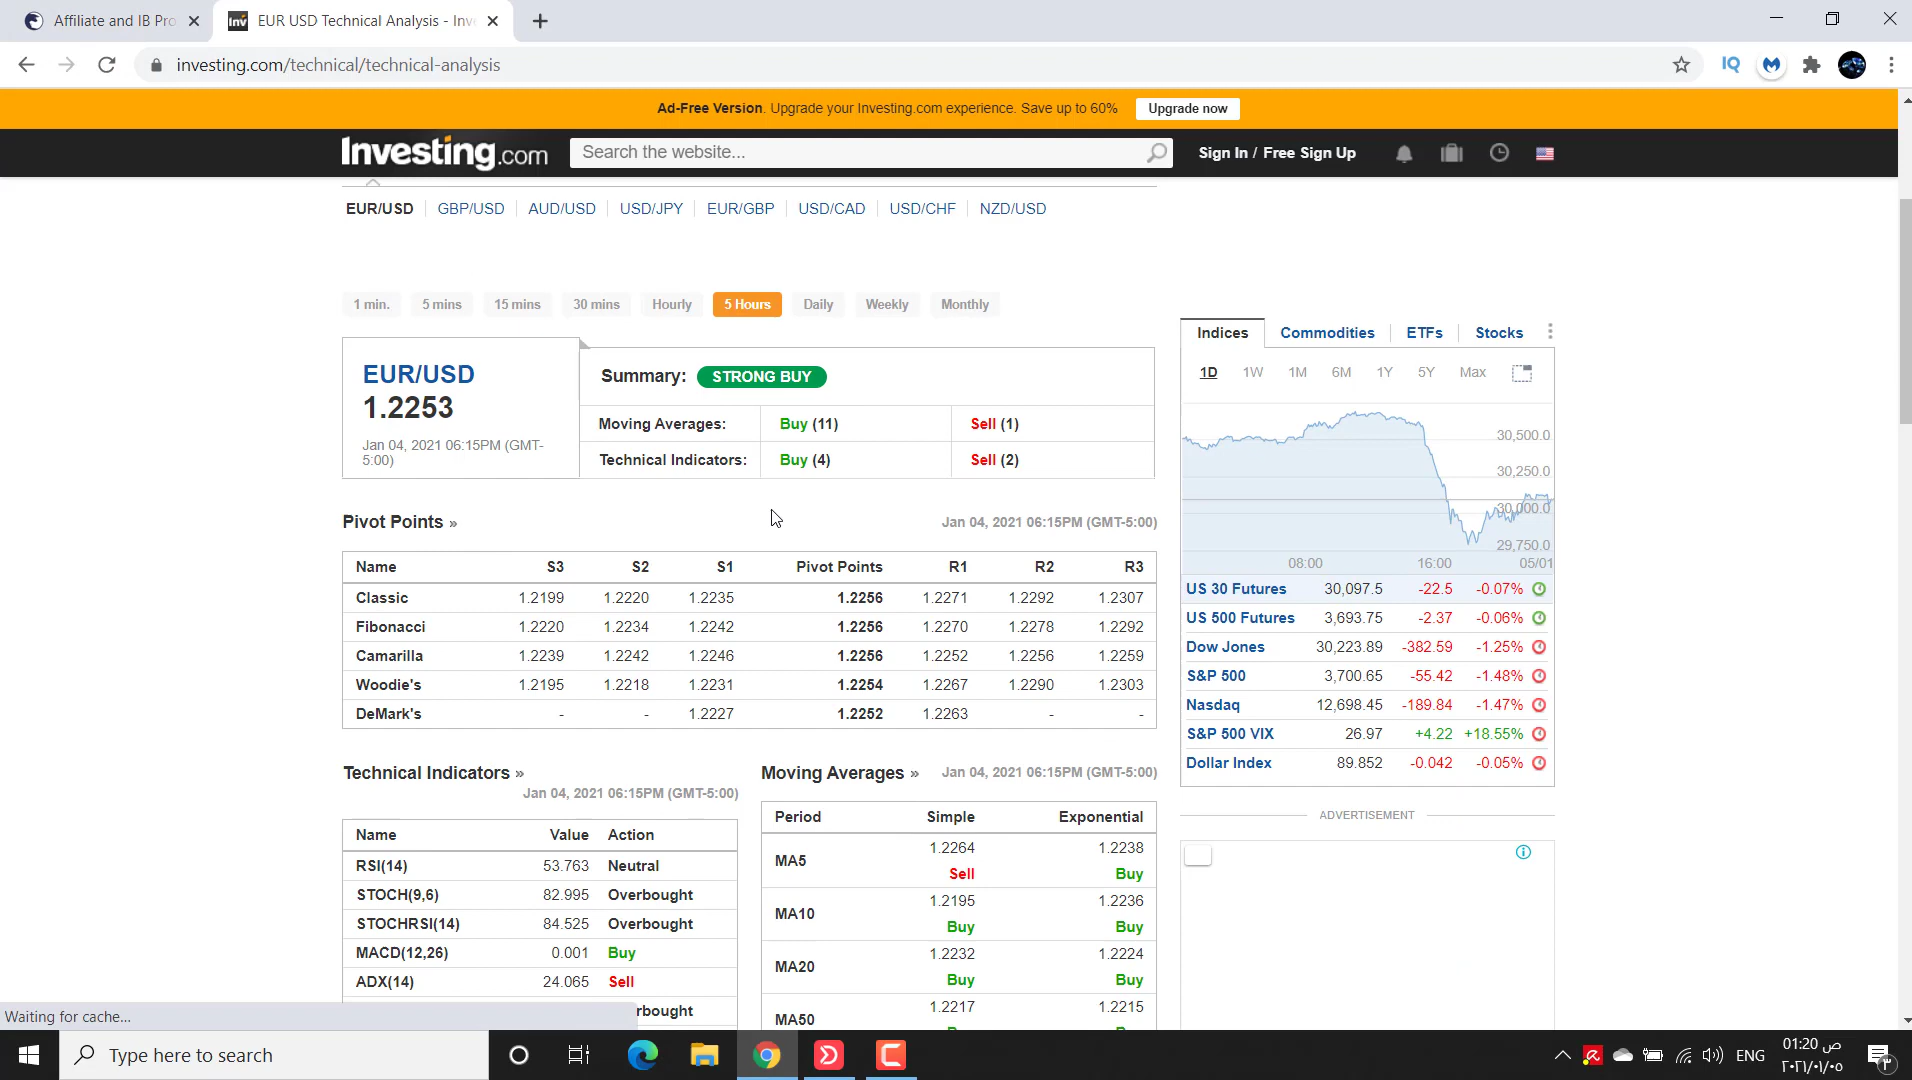 Affiliate and IB Pro
EUR USD Technical Analysis - Inve
investing.com/technical/technical-analysis
IQ
Ad-Free Version. Upgrade your Investing.com experience. Save up to 60% Upgrade now
Investing.com
Search the website...
Sign In / Free Sign Up
EUR/USD GBP/USD AUD/USD USD/JPY EUR/GBP USD/CAD USD/CHF NZD/USD
1 min. 5 mins 15 mins 30 mins Hourly 5 Hours Daily Weekly Monthly
EUR/USD
1.2253
Jan 04, 2021 06:15PM (GMT-
5:00)
Summary: STRONG BUY
Moving Averages: Buy (11) Sell (1)
Technical Indicators: Buy (4) Sell (2)
Pivot Points » Jan 04, 2021 06:15PM (GMT-5:00)
Name S3 S2 S1 Pivot Points R1 R2 R3
Classic 1.2199 1.2220 1.2235 1.2256 1.2271 1.2292 1.2307
Fibonacci 1.2220 1.2234 1.2242 1.2256 1.2270 1.2278 1.2292
Camarilla 1.2239 1.2242 1.2246 1.2256 1.2252 1.2256 1.2259
Woodie's 1.2195 1.2218 1.2231 1.2254 1.2267 1.2290 1.2303
DeMark's - - 1.2227 1.2252 1.2263 - -
Technical Indicators »
Jan 04, 2021 06:15PM (GMT-5:00)
Name Value Action
RSI(14) 53.763 Neutral
STOCH(9,6) 82.995 Overbought
STOCHRSI(14) 84.525 Overbought
MACD(12,26) 0.001 Buy
ADX(14) 24.065 Sell
rbought
Moving Averages » Jan 04, 2021 06:15PM (GMT-5:00)
Period Simple Exponential
MA5 1.2264 1.2238
Sell Buy
MA10 1.2195 1.2236
Buy Buy
MA20 1.2232 1.2224
Buy Buy
MA50 1.2217 1.2215
Indices Commodities ETFs Stocks
1D 1W 1M 6M 1Y 5Y Max
30,500.0
30,250.0
30,000.0
29,750.0
08:00 16:00 05/01
US 30 Futures 30,097.5 -22.5 -0.07%
US 500 Futures 3,693.75 -2.37 -0.06%
Dow Jones 30,223.89 -382.59 -1.25%
S&P 500 3,700.65 -55.42 -1.48%
Nasdaq 12,698.45 -189.84 -1.47%
S&P 500 VIX 26.97 +4.22 +18.55%
Dollar Index 89.852 -0.042 -0.05%
ADVERTISEMENT
Waiting for cache...
Type here to search
ENG
01:20 ص
٢٠٢١/٠١/٠٥
٣